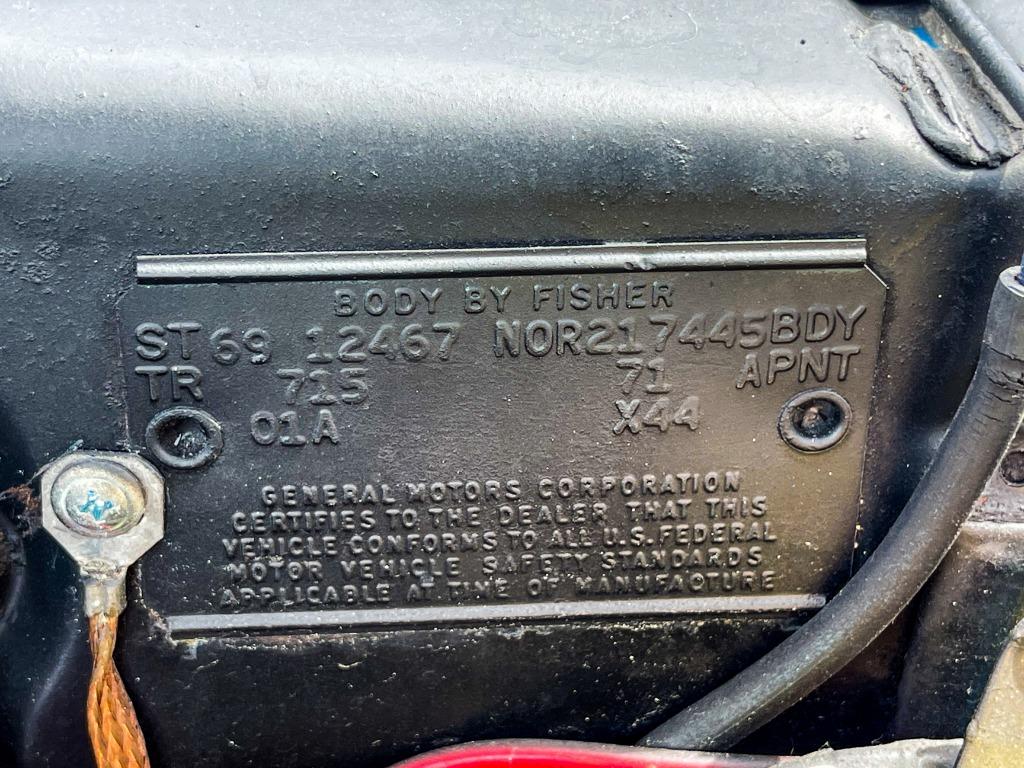 BODY BY FISHER
ST 69 12467 NOR217445 BDY
TR 715 71 APNT
01A X44
GENERAL MOTORS CORPORATION
CERTIFIES TO THE DEALER THAT THIS
VEHICLE CONFORMS TO ALL U.S. FEDERAL
MOTOR VEHICLE SAFETY STANDARDS
APPLICABLE AT TIME OF MANUFACTURE